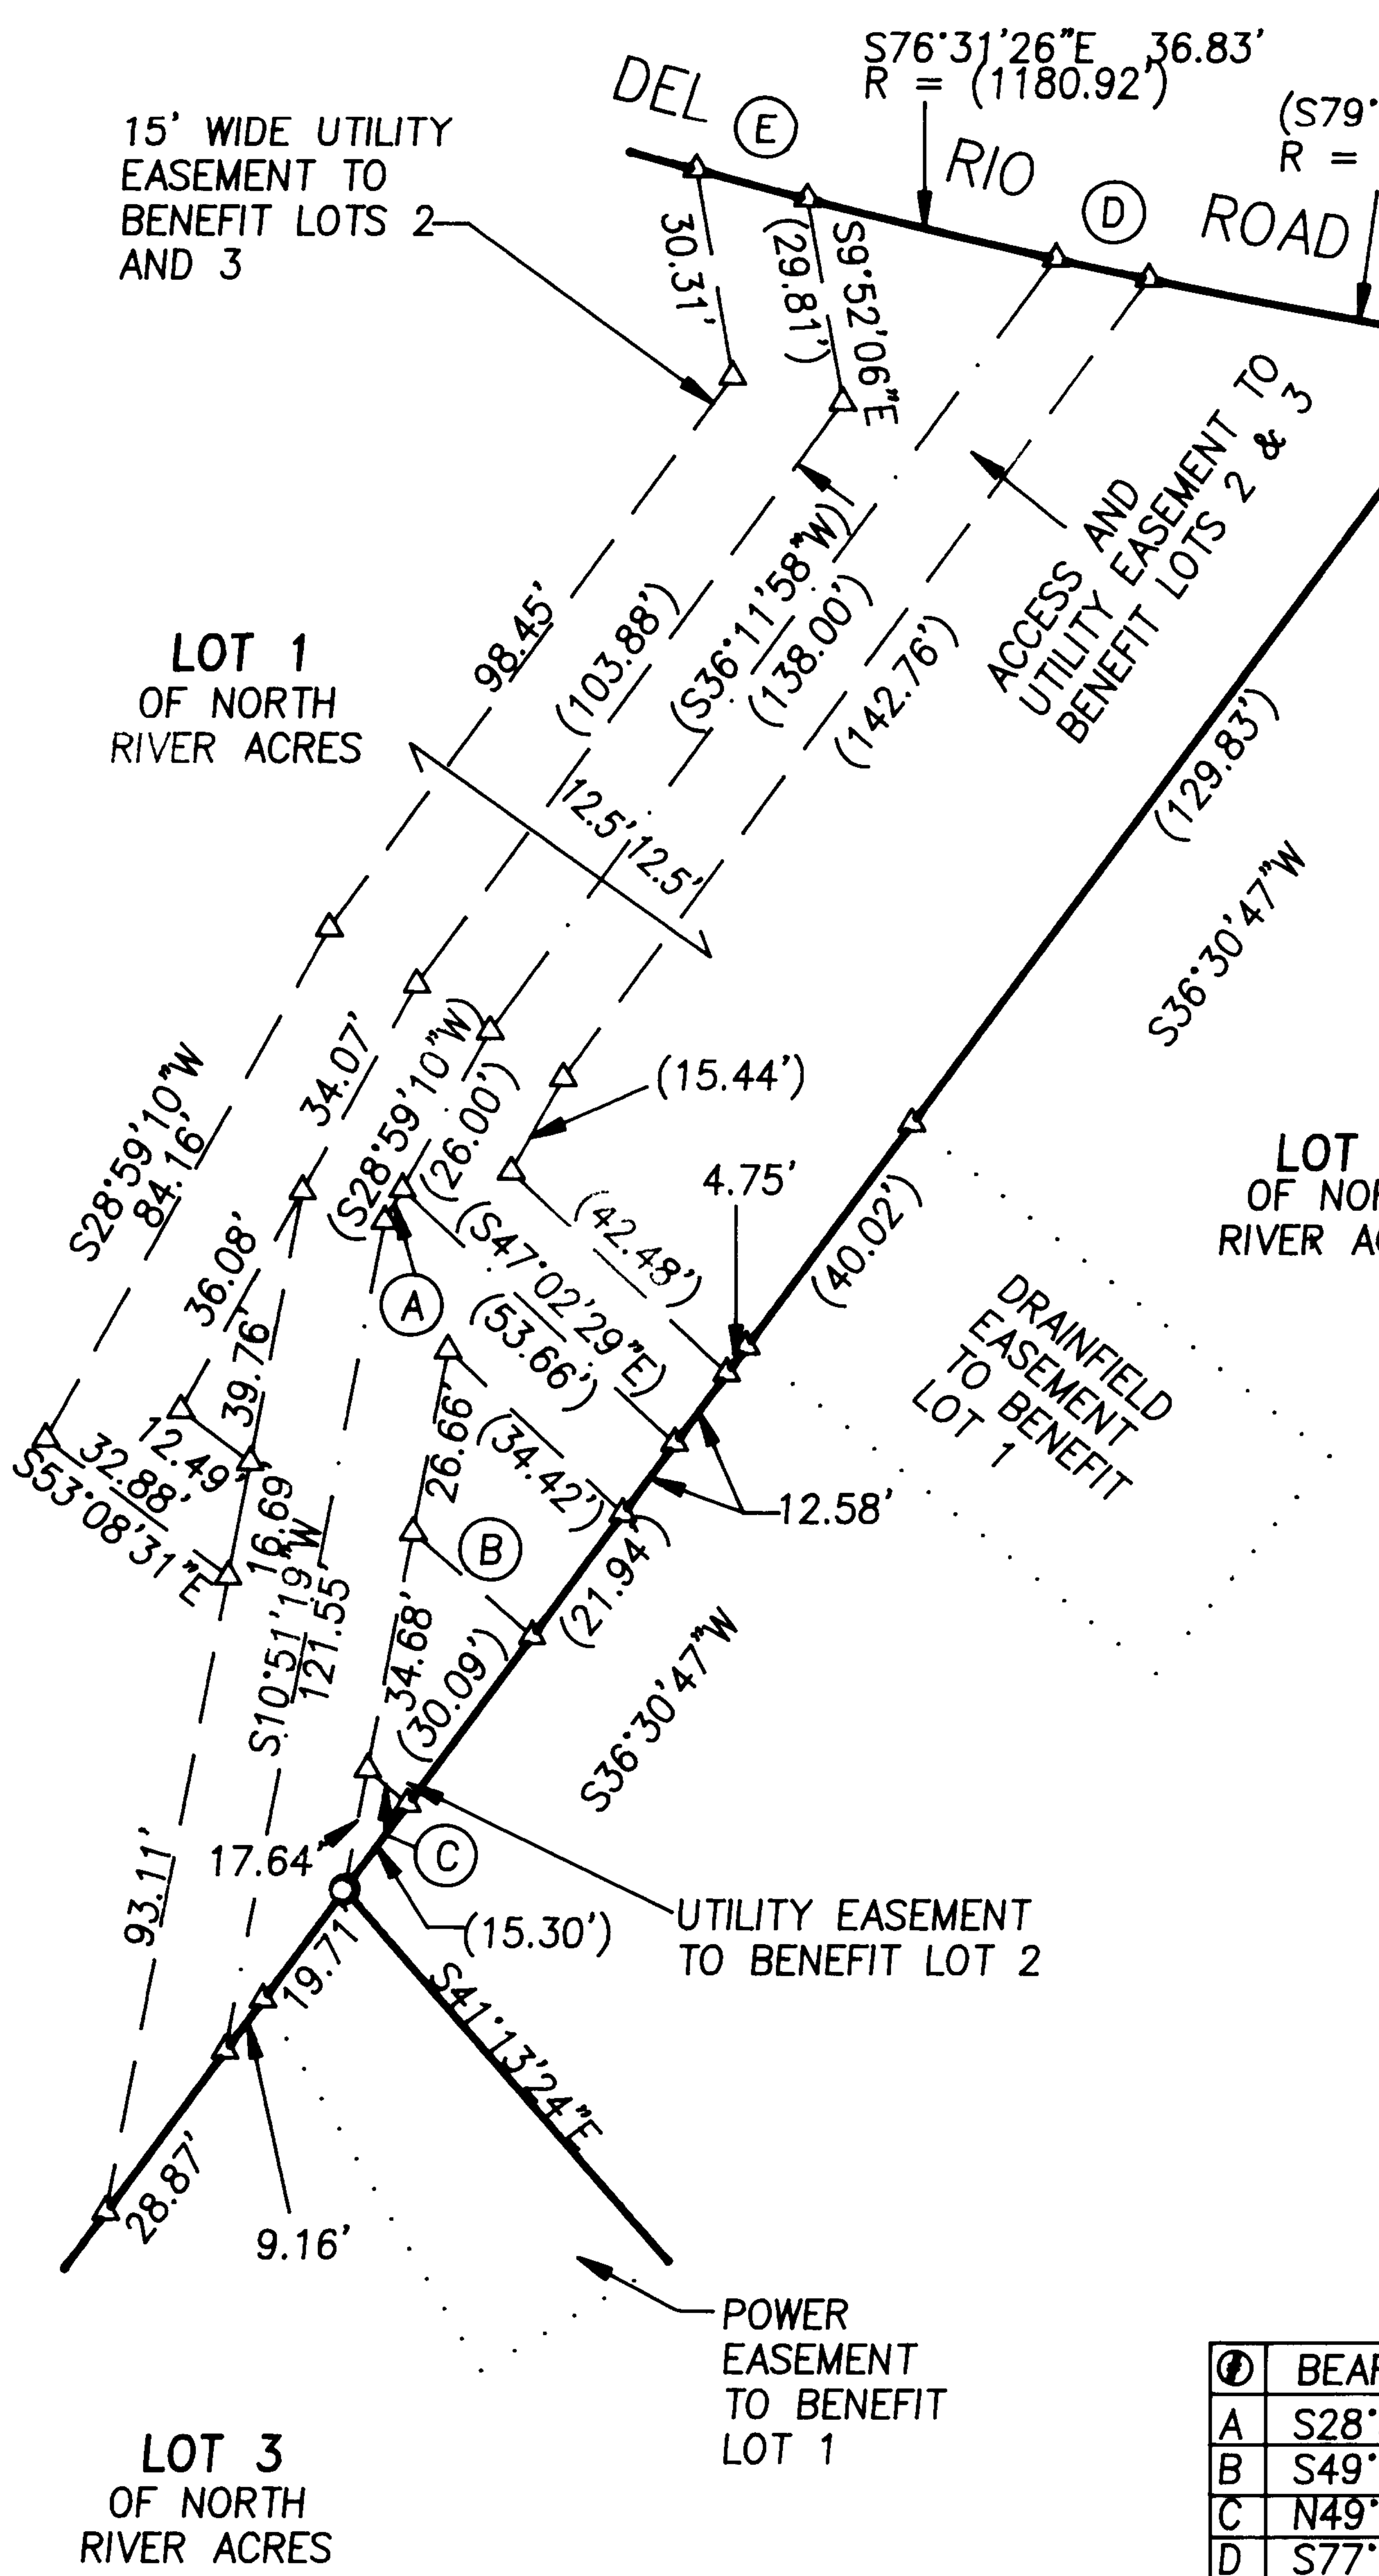 S76°31'26"E 36.83'
R = (1180.92')
(S79°
R =
DEL
E
RIO
D
ROAD
15' WIDE UTILITY
EASEMENT TO
BENEFIT LOTS 2
AND 3
30.31'
(29.81')
S9°52'06"E
ACCESS AND
UTILITY EASEMENT TO
BENEFIT LOTS 2 & 3
98.45'
(103.88')
(S36°11'58"W)
(138.00')
(142.76')
LOT 1
OF NORTH
RIVER ACRES
12.5'
12.5'
(129.83')
S36°30'47"W
S28°59'10"W
84.16'
34.07'
(S28°59'10"W)
(26.00')
(15.44')
4.75'
(42.48')
(40.02')
LOT
OF NOR
RIVER AC
36.08'
39.76'
A
(S47°02'29"E)
(53.66')
DRAINFIELD
EASEMENT
TO BENEFIT
LOT 1
12.49'
32.88'
S53°08'31"E
16.69'
26.66'
(34.42')
12.58'
B
(21.94')
S10°51'19"W
121.55'
34.68'
(30.09')
S36°30'47"W
93.11'
17.64'
C
(15.30')
UTILITY EASEMENT
TO BENEFIT LOT 2
19.71'
S41°13'24"E
28.87'
9.16'
POWER
EASEMENT
TO BENEFIT
LOT 1
LOT 3
OF NORTH
RIVER ACRES
# BEAR
A S28°
B S49°
C N49°
D S77°